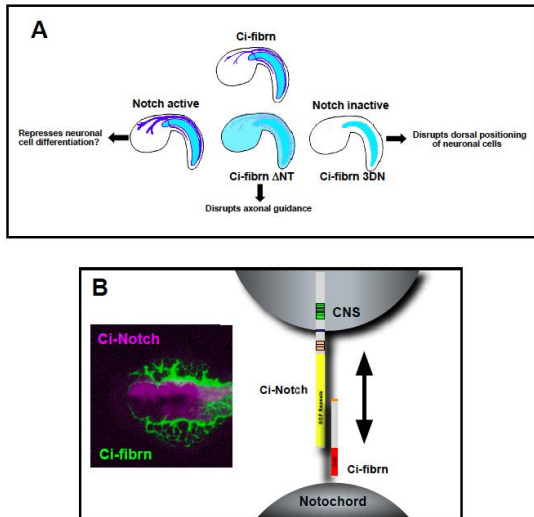 A
Ci-fibrn
Notch active
Notch inactive
Represses neuronal
cell differentiation?
Disrupts dorsal positioning
of neuronal cells
Ci-fibrn ΔNT
Ci-fibrn 3DN
Disrupts axonal guidance
B
CNS
Ci-Notch
Ci-Notch
EGF Repeats
Ci-fibrn
Ci-fibrn
Notochord